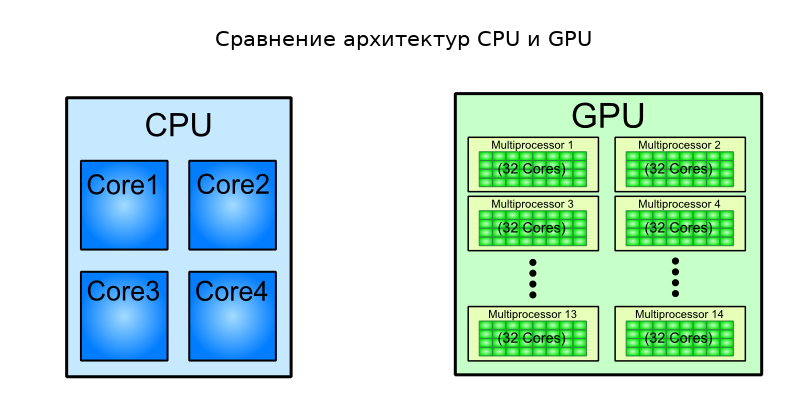 Сравнение архитектур CPU и GPU
CPU
Core1
Core2
Core3
Core4
GPU
Multiprocessor 1
(32 Cores)
Multiprocessor 2
(32 Cores)
Multiprocessor 3
(32 Cores)
Multiprocessor 4
(32 Cores)
Multiprocessor 13
(32 Cores)
Multiprocessor 14
(32 Cores)